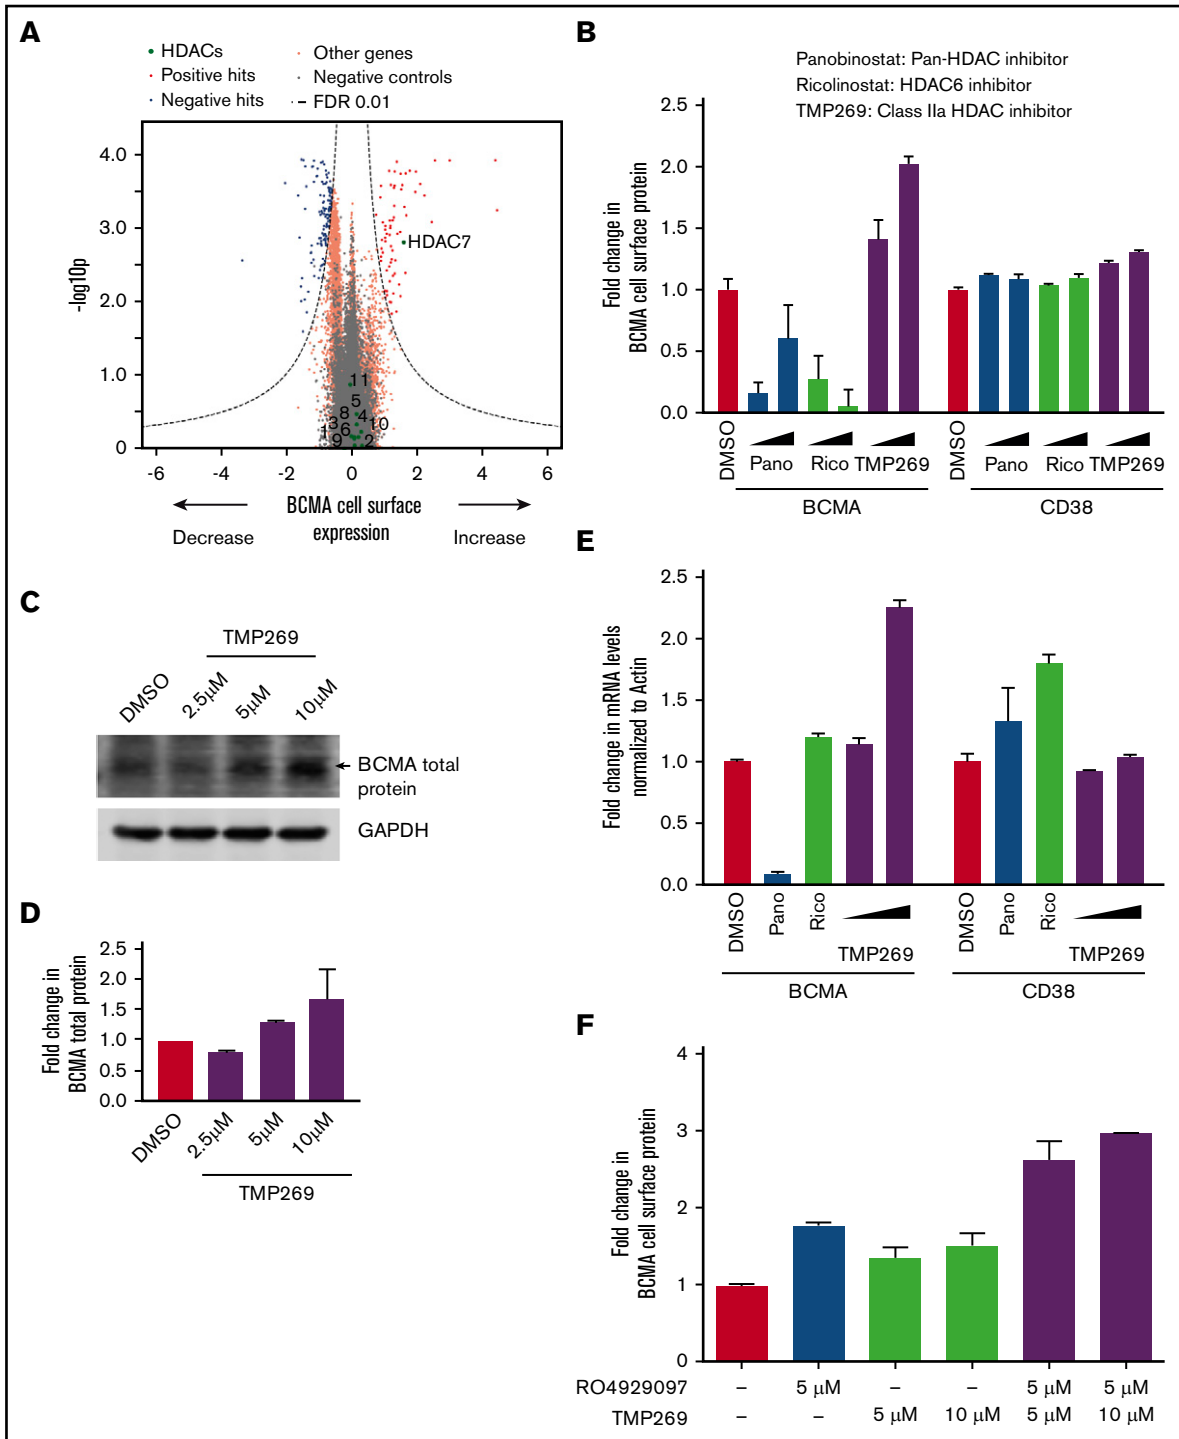 A
HDACs
Positive hits
Negative hits
Other genes
Negative controls
FDR 0.01
-log10p
4.0
3.0
2.0
1.0
0
HDAC7
11
5
8
4
1
3
6
10
9
2
-6
-4
-2
0
2
4
6
Decrease
BCMA cell surface
expression
Increase
B
Panobinostat: Pan-HDAC inhibitor
Ricolinostat: HDAC6 inhibitor
TMP269: Class IIa HDAC inhibitor
Fold change in
BCMA cell surface protein
2.5
2.0
1.5
1.0
0.5
0.0
DMSO
Pano
Rico
TMP269
DMSO
Pano
Rico
TMP269
BCMA
CD38
C
TMP269
DMSO
2.5µM
5µM
10µM
BCMA total
protein
GAPDH
D
Fold change in
BCMA total protein
2.5
2.0
1.5
1.0
0.5
0.0
DMSO
2.5µM
5µM
10µM
TMP269
E
Fold change in mRNA levels
normalized to Actin
2.5
2.0
1.5
1.0
0.5
0.0
DMSO
Pano
Rico
TMP269
DMSO
Pano
Rico
TMP269
BCMA
CD38
F
Fold change in
BCMA cell surface protein
4
3
2
1
0
RO4929097 – 5 µM – – 5 µM 5 µM
TMP269 – – 5 µM 10 µM 5 µM 10 µM